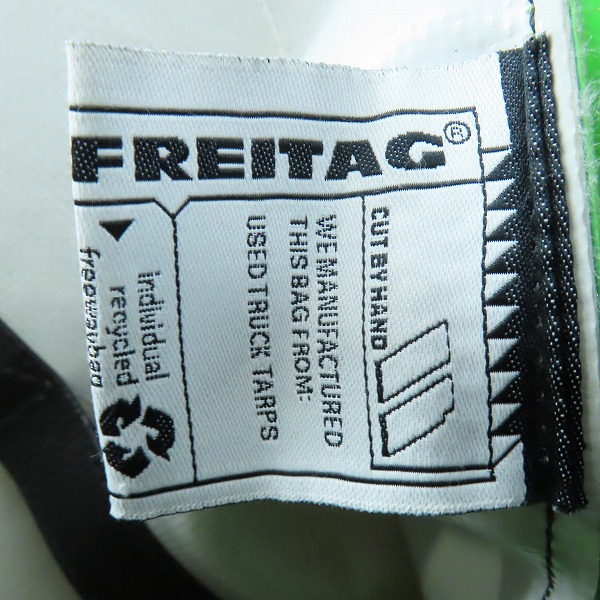 FREITAG®
CUT BY HAND
WE MANUFACTURED
THIS BAG FROM:
USED TRUCK TARPS
individual
recycled
freewaybag